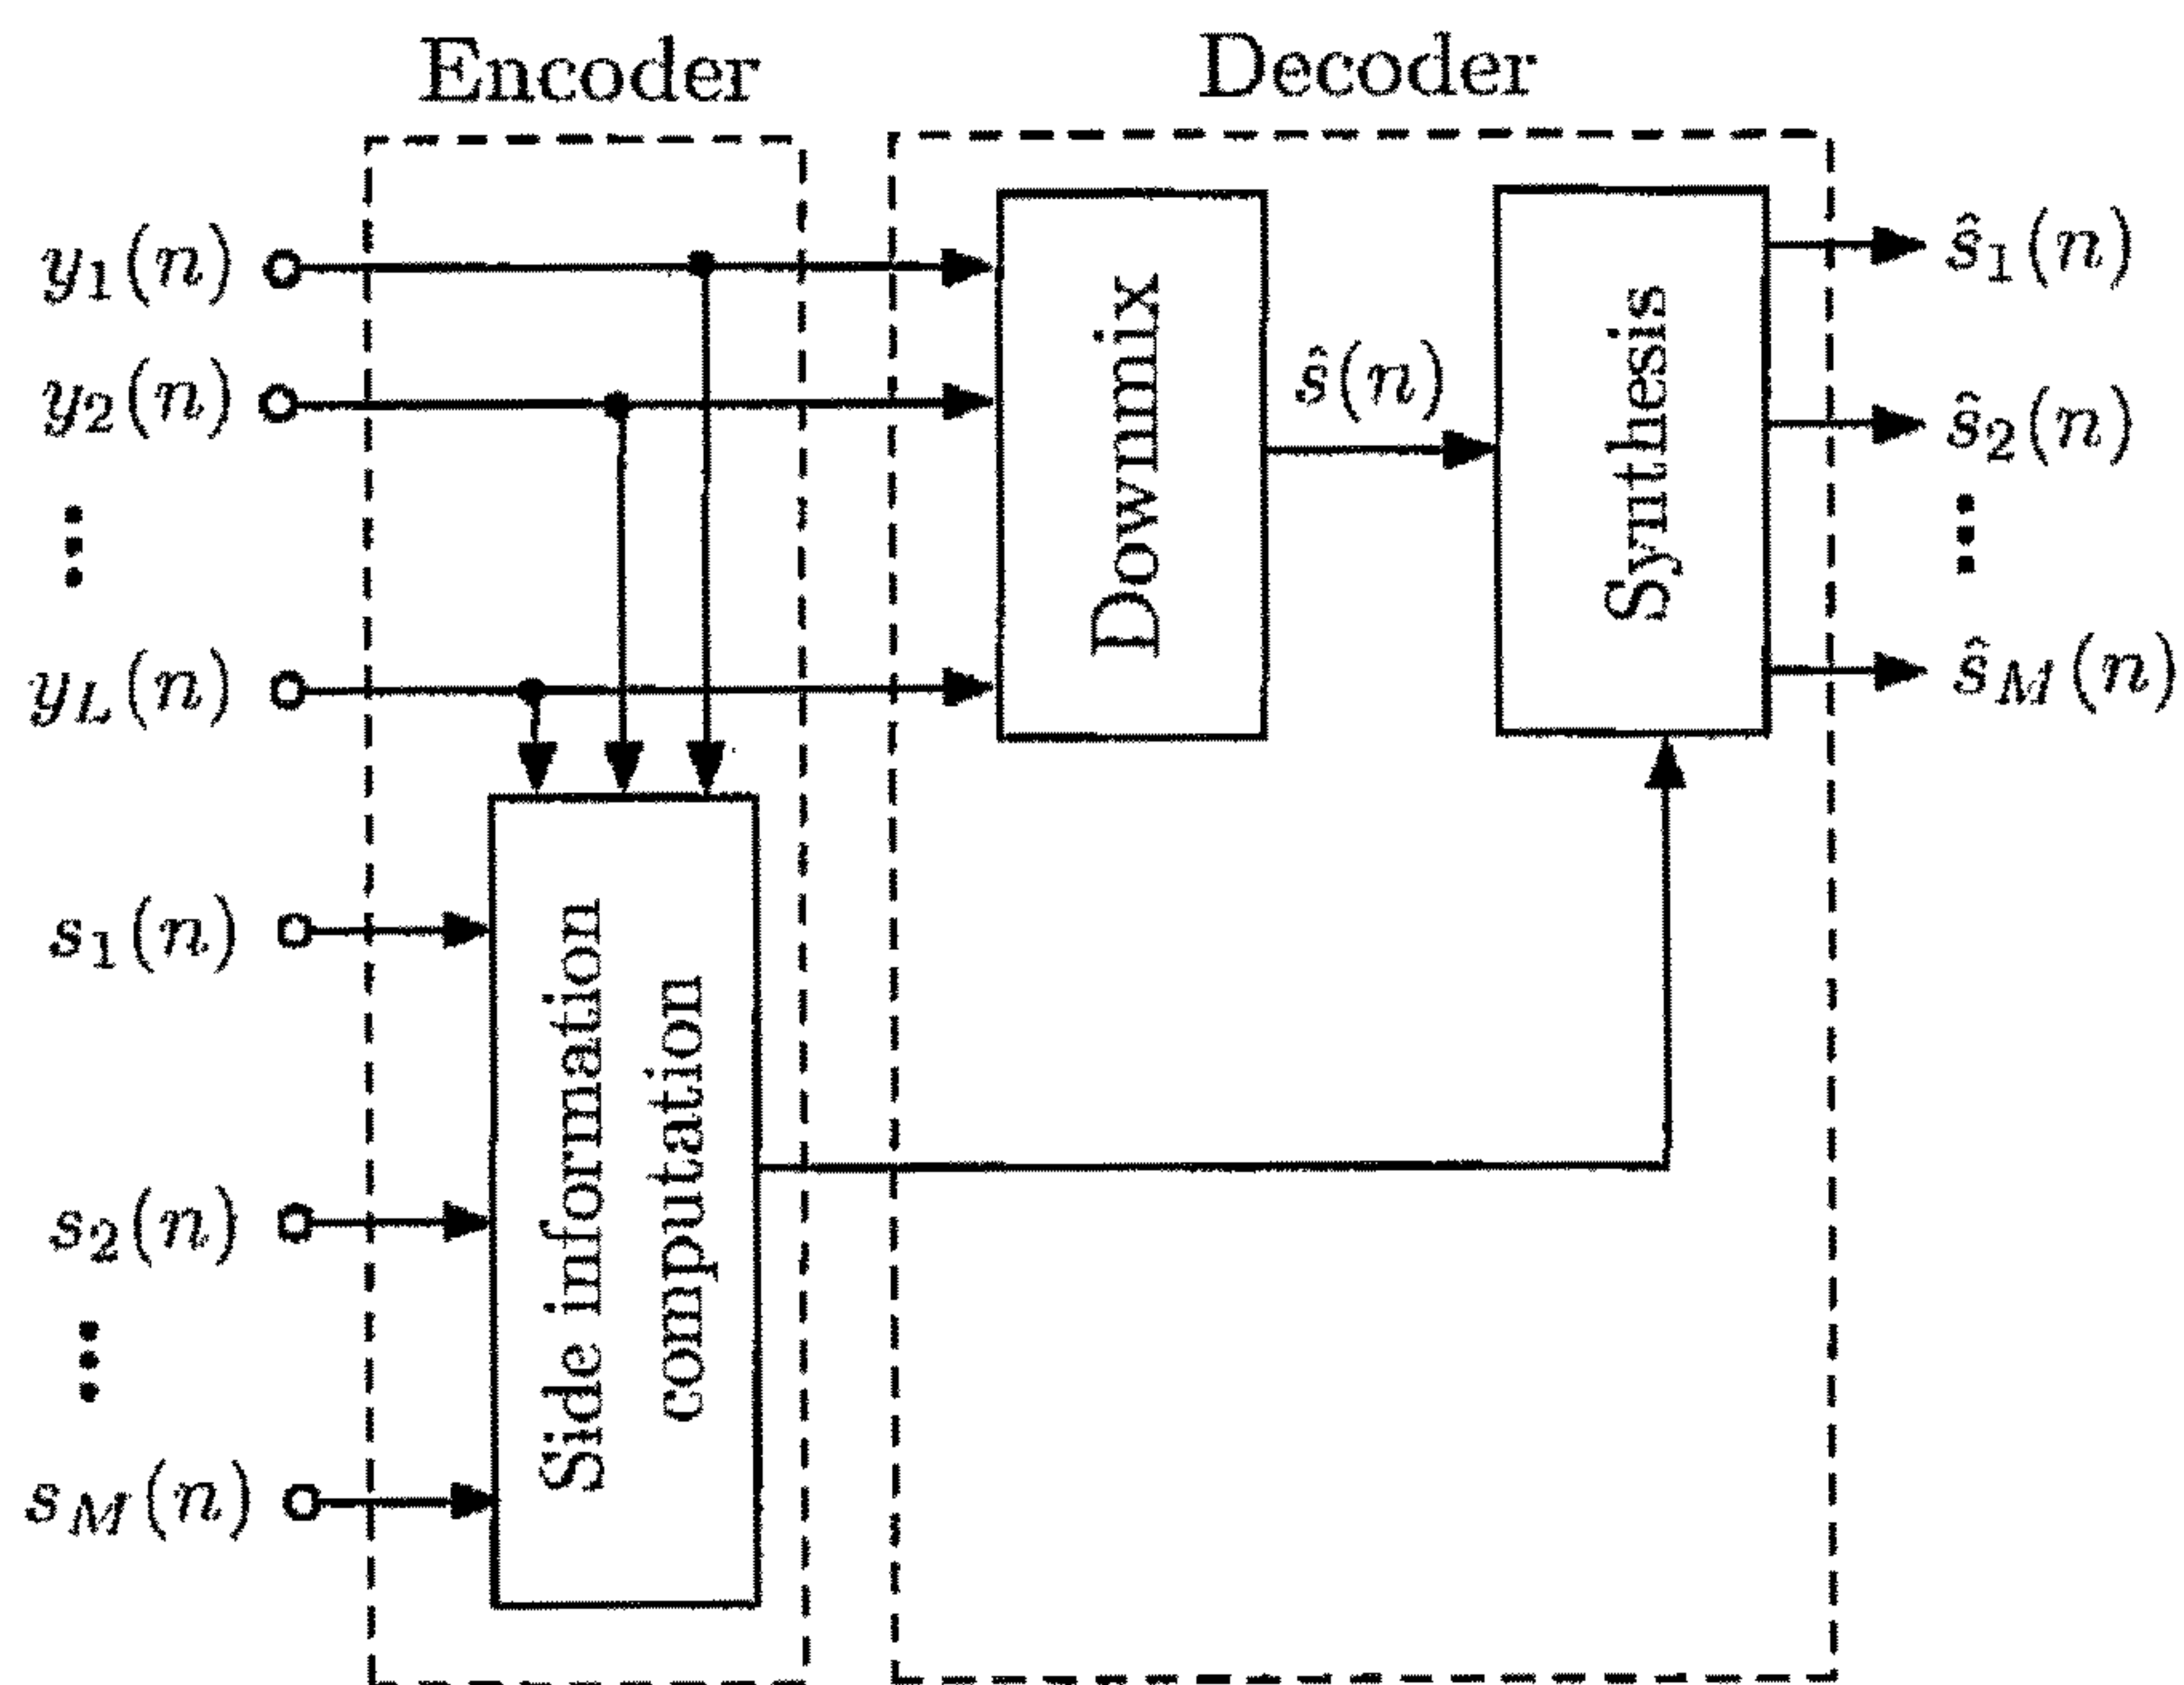 Encoder
Decoder
y₁(n)
y₂(n)
⋮
y_L(n)
s₁(n)
s₂(n)
⋮
s_M(n)
Side information
computation
Downmix
ŝ(n)
Synthesis
ŝ₁(n)
ŝ₂(n)
⋮
ŝ_M(n)